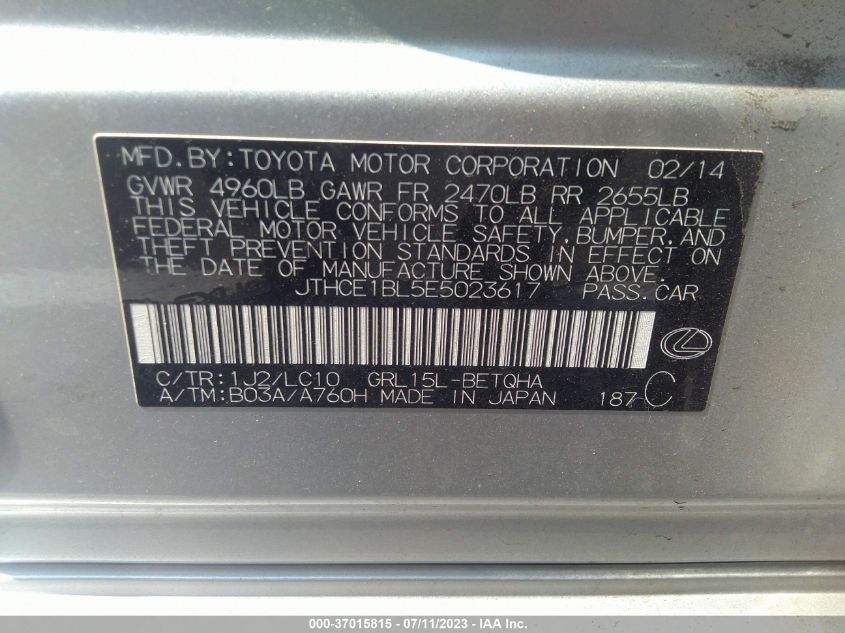 MFD.BY:TOYOTA MOTOR CORPORATION 02/14
GVWR 4960LB GAWR FR 2470LB RR 2655LB
THIS VEHICLE CONFORMS TO ALL APPLICABLE
FEDERAL MOTOR VEHICLE SAFETY,BUMPER,AND
THEFT PREVENTION STANDARDS IN EFFECT ON
THE DATE OF MANUFACTURE SHOWN ABOVE.
JTHCE1BL5E5023617 PASS.CAR
C/TR:1J2/LC10 GRL15L-BETQHA
A/TM:B03A/A760H MADE IN JAPAN 187-C
000-37015815 - 07/11/2023 - IAA Inc.